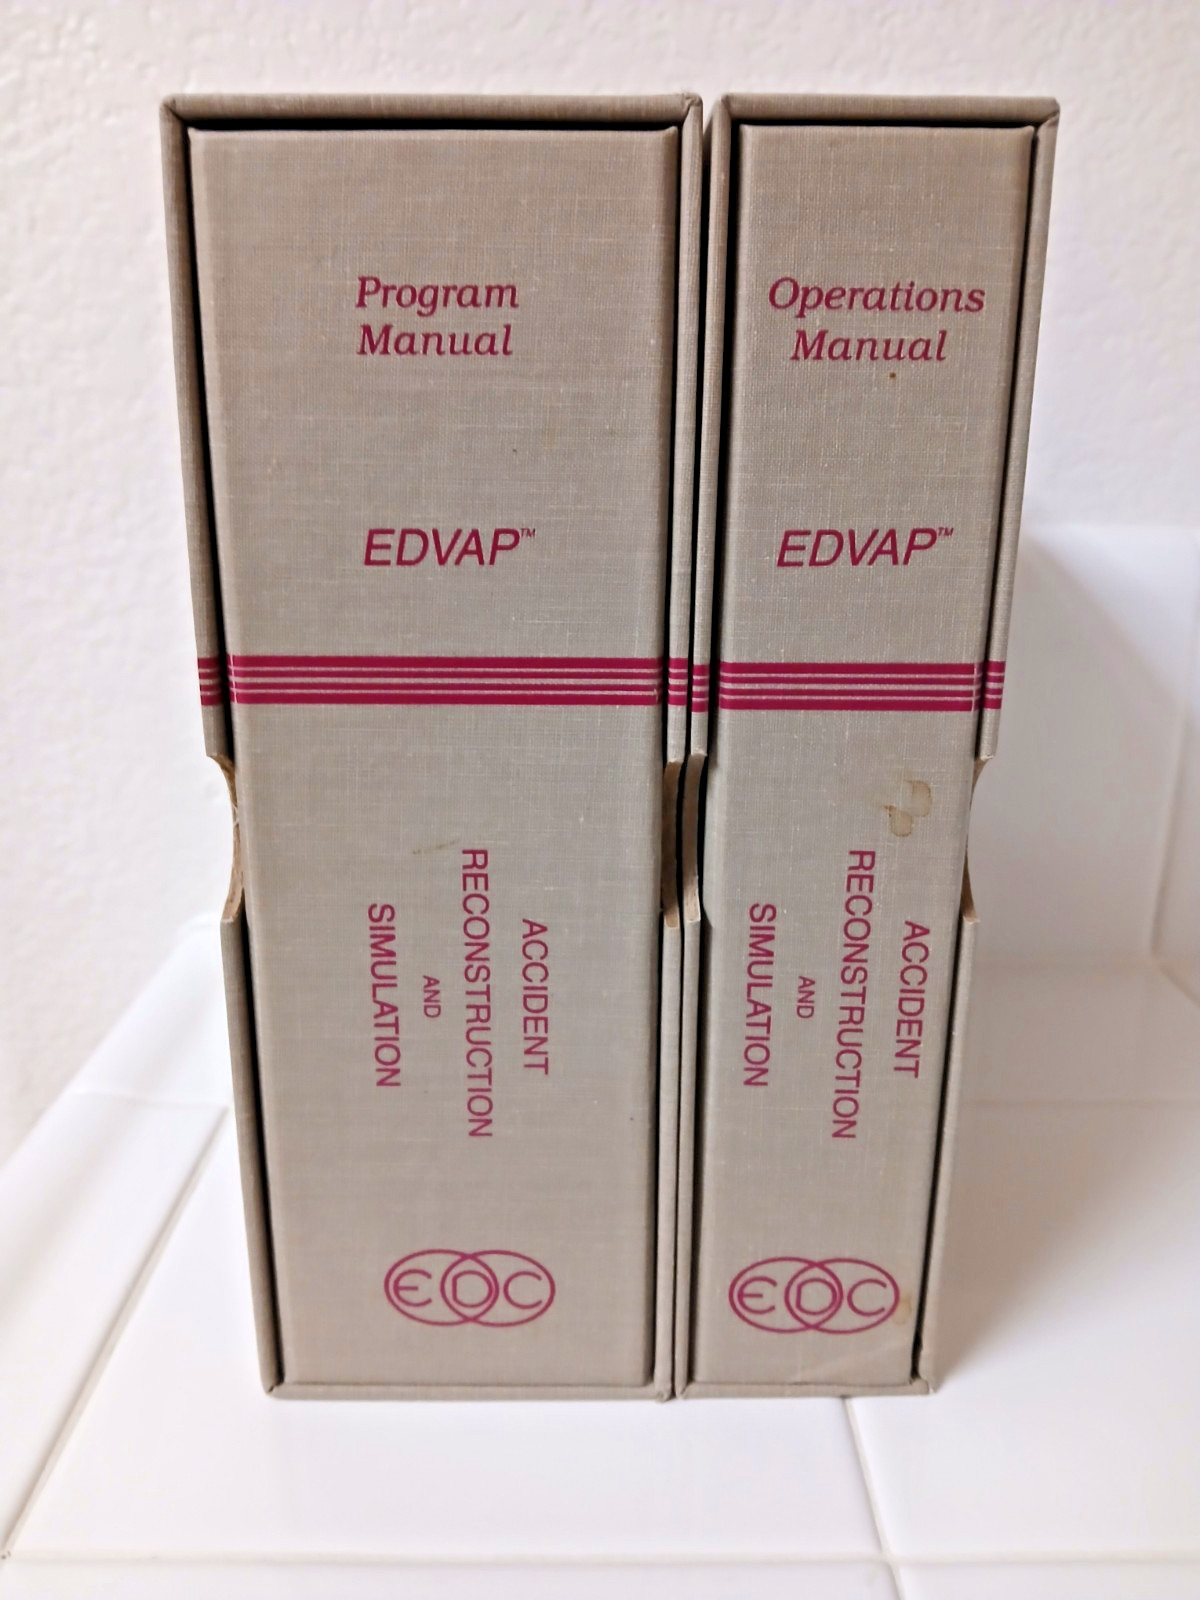 Program
Manual
EDVAP™
ACCIDENT
RECONSTRUCTION
AND
SIMULATION
EDC
Operations
Manual
EDVAP™
ACCIDENT
RECONSTRUCTION
AND
SIMULATION
EDC